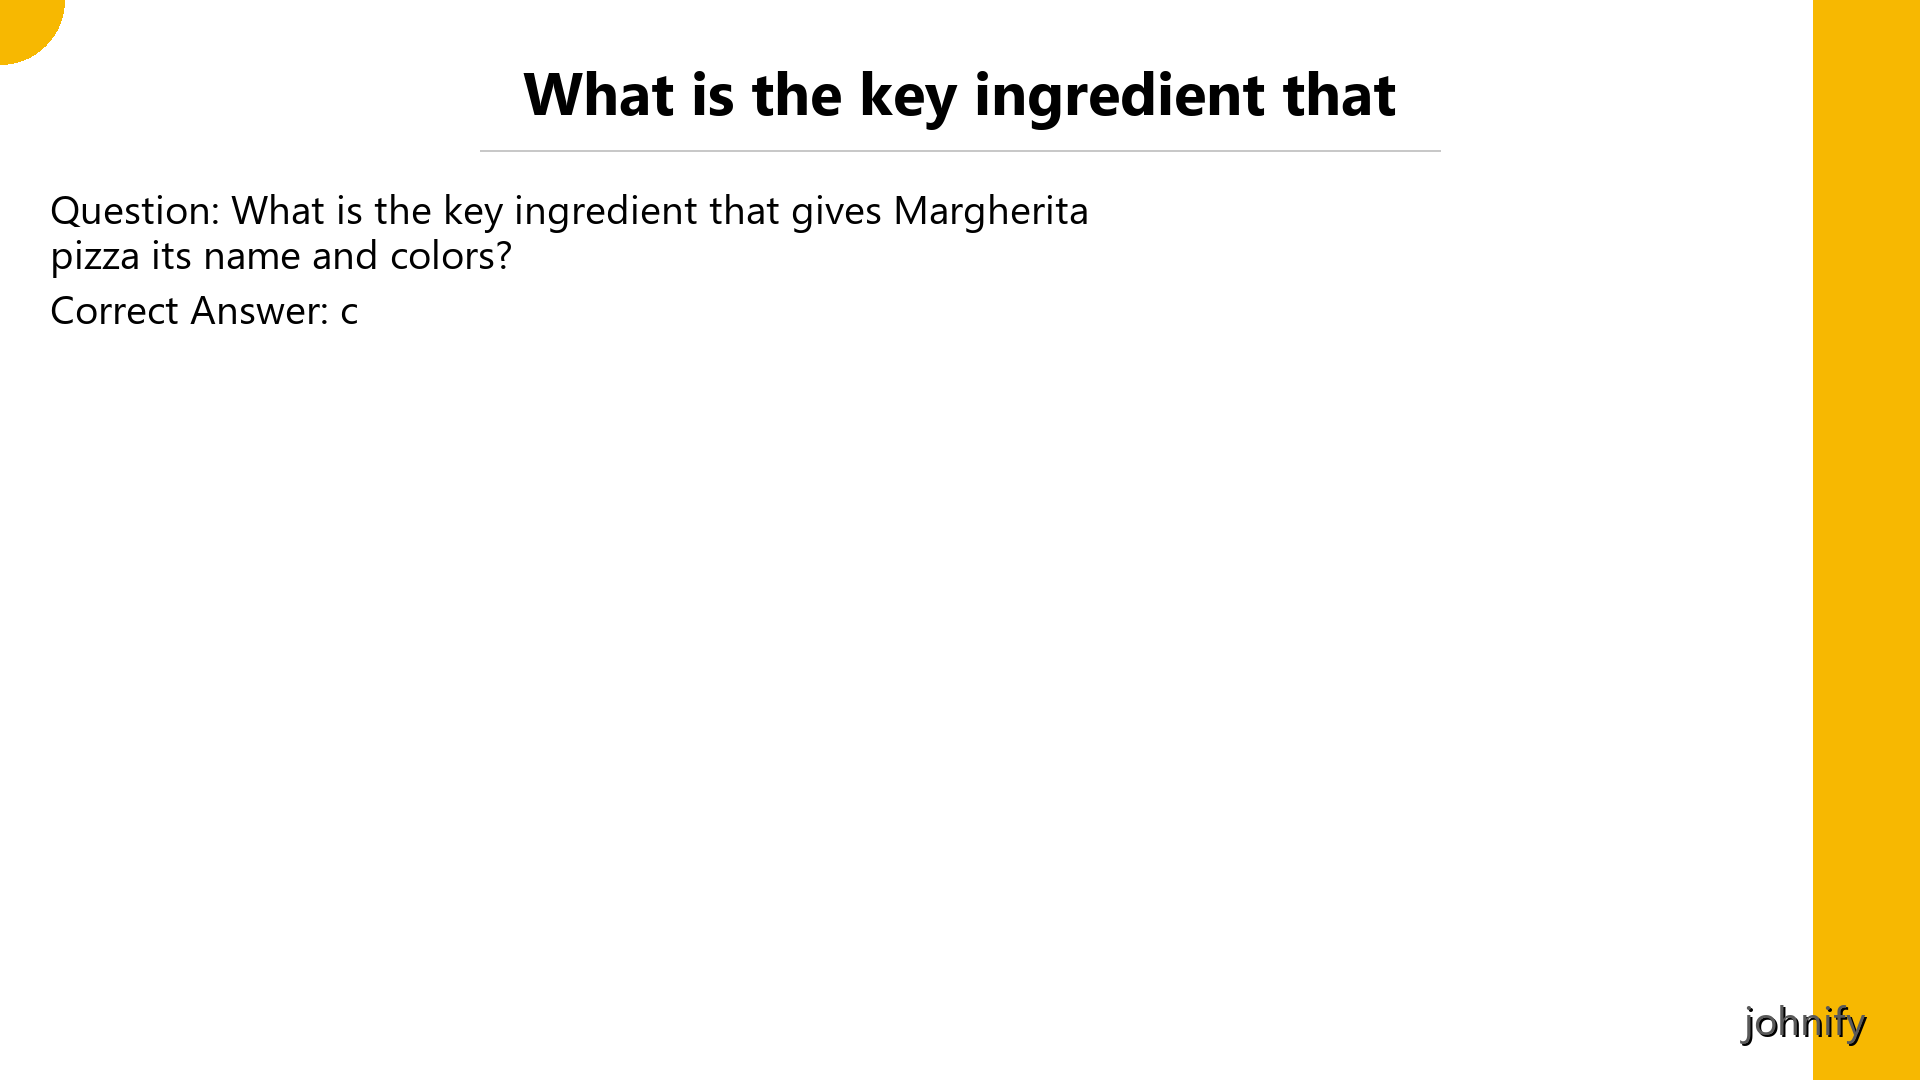 What is the key ingredient that
Question: What is the key ingredient that gives Margherita
pizza its name and colors?
Correct Answer: c
johnify